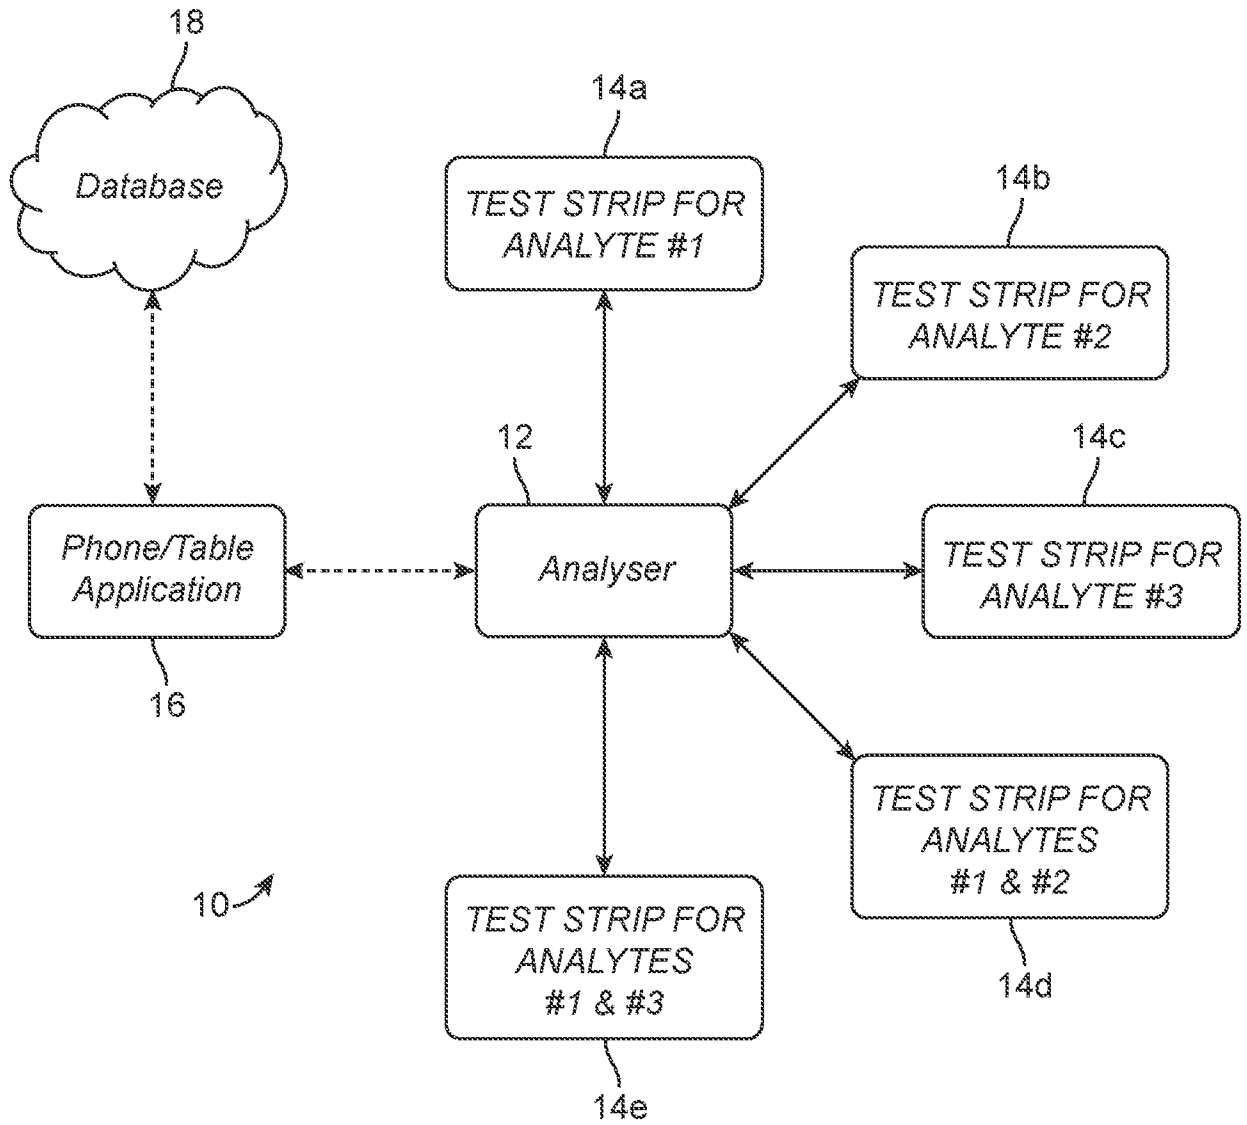 18
Database
14a
TEST STRIP FOR
ANALYTE #1
14b
TEST STRIP FOR
ANALYTE #2
12
Analyser
14c
TEST STRIP FOR
ANALYTE #3
Phone/Table
Application
16
TEST STRIP FOR
ANALYTES
#1 & #2
14d
10
TEST STRIP FOR
ANALYTES
#1 & #3
14e